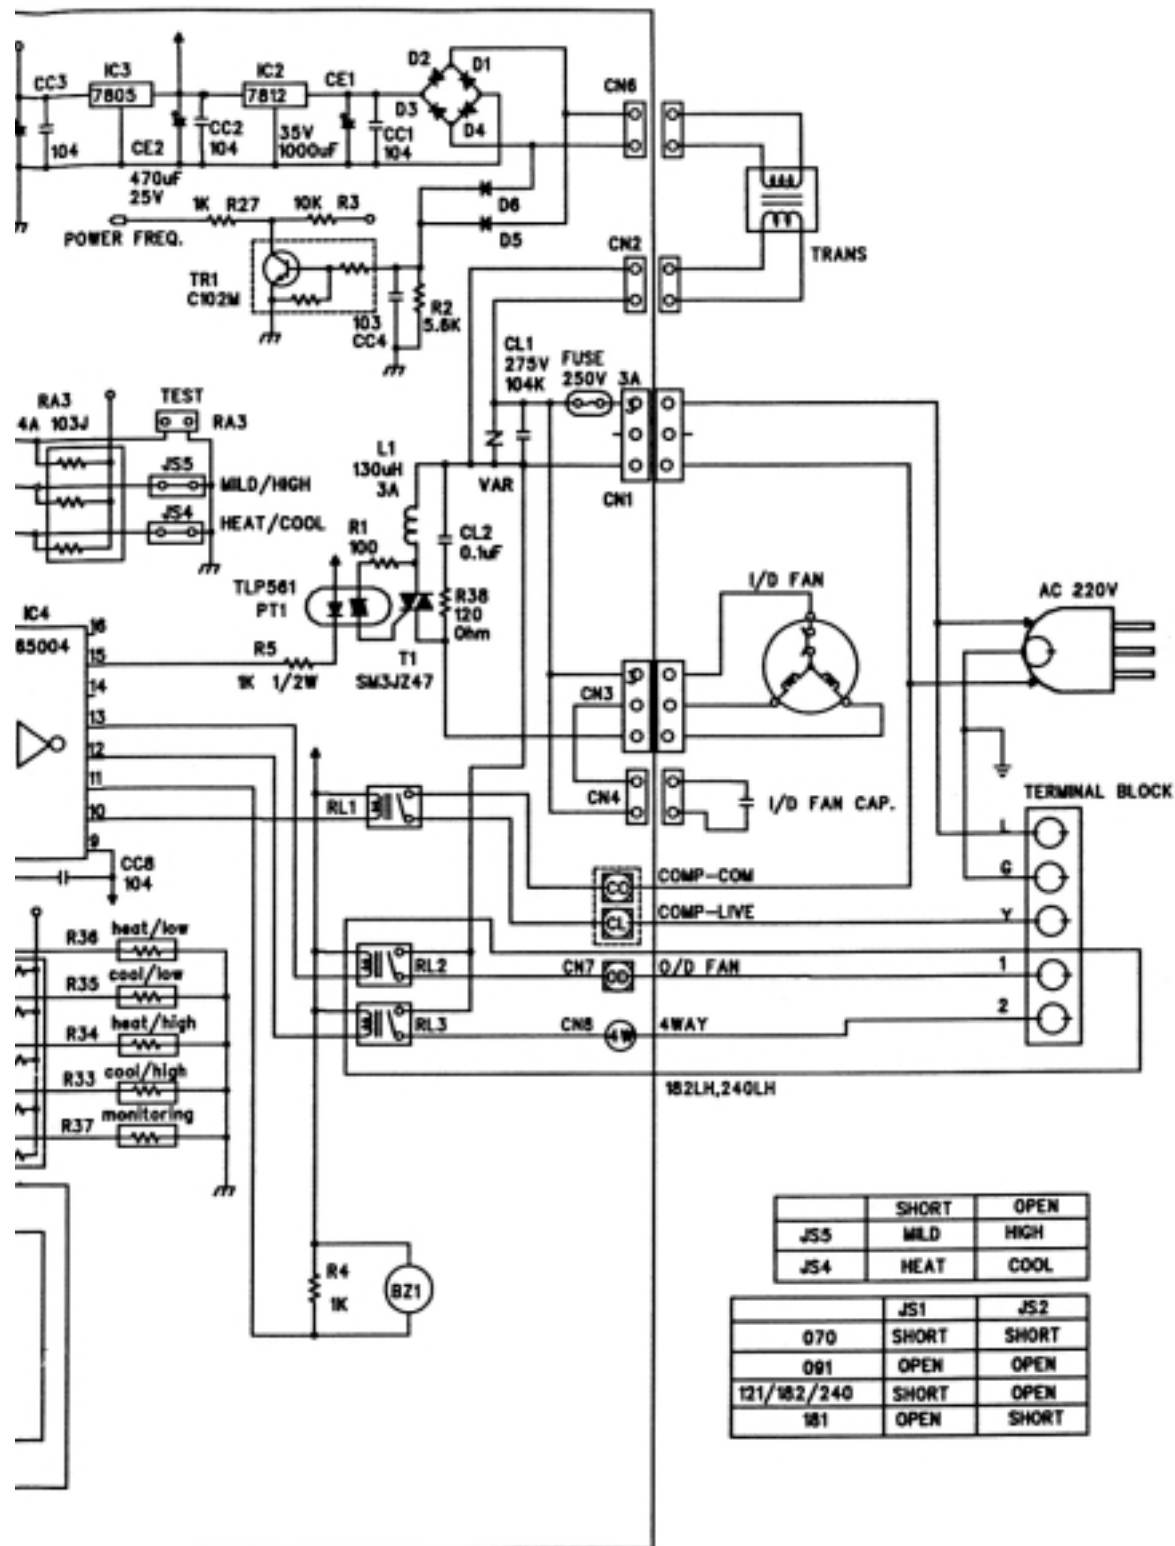 D2
D1
D3
D4
CC3
IC3
7805
IC2
7812
CE1
CN6
104
CE2
470uF
25V
CC2
104
35V
1000uF
CC1
104
D6
D5
1K R27
10K R3
POWER FREQ.
CN2
TRANS
TR1
C102M
103
CC4
R2
5.6K
CL1
275V
104K
FUSE
250V
3A
3
RA3
4A 103J
TEST
RA3
JS5
MILD/HIGH
JS4
HEAT/COOL
L1
130uH
3A
VAR
CN1
CL2
0.1uF
R1
100
I/D FAN
AC 220V
TLP561
PT1
R38
120
Ohm
T1
SM3JZ47
R5
1K 1/2W
IC4
65004
16
15
14
13
12
11
10
9
3
CN3
CN4
I/D FAN CAP.
TERMINAL BLOCK
RL1
CC8
104
L
G
Y
1
2
CO
COMP-COM
CL
COMP-LIVE
RL2
CN7
OD
O/D FAN
RL3
CN8
4W
4WAY
182LH,240LH
R36
heat/low
R35
cool/low
R34
heat/high
R33
cool/high
R37
monitoring
R4
1K
BZ1
SHORT OPEN
JS5 MILD HIGH
JS4 HEAT COOL
JS1 JS2
070 SHORT SHORT
091 OPEN OPEN
121/182/240 SHORT OPEN
181 OPEN SHORT